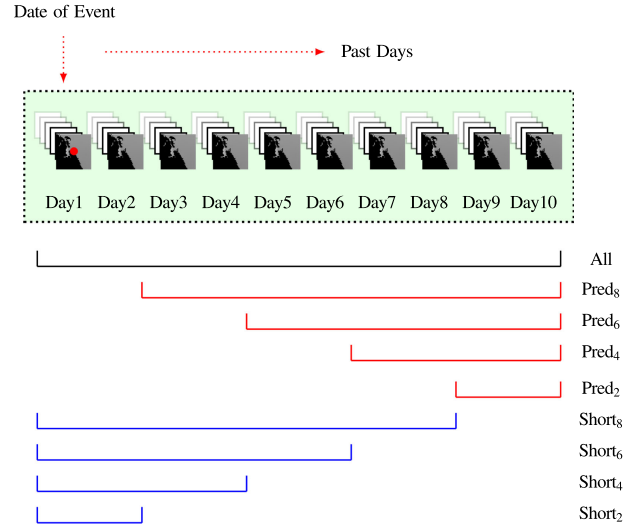 Date of Event
Past Days
Day1 Day2 Day3 Day4 Day5 Day6 Day7 Day8 Day9 Day10
All
Pred₈
Pred₆
Pred₄
Pred₂
Short₈
Short₆
Short₄
Short₂